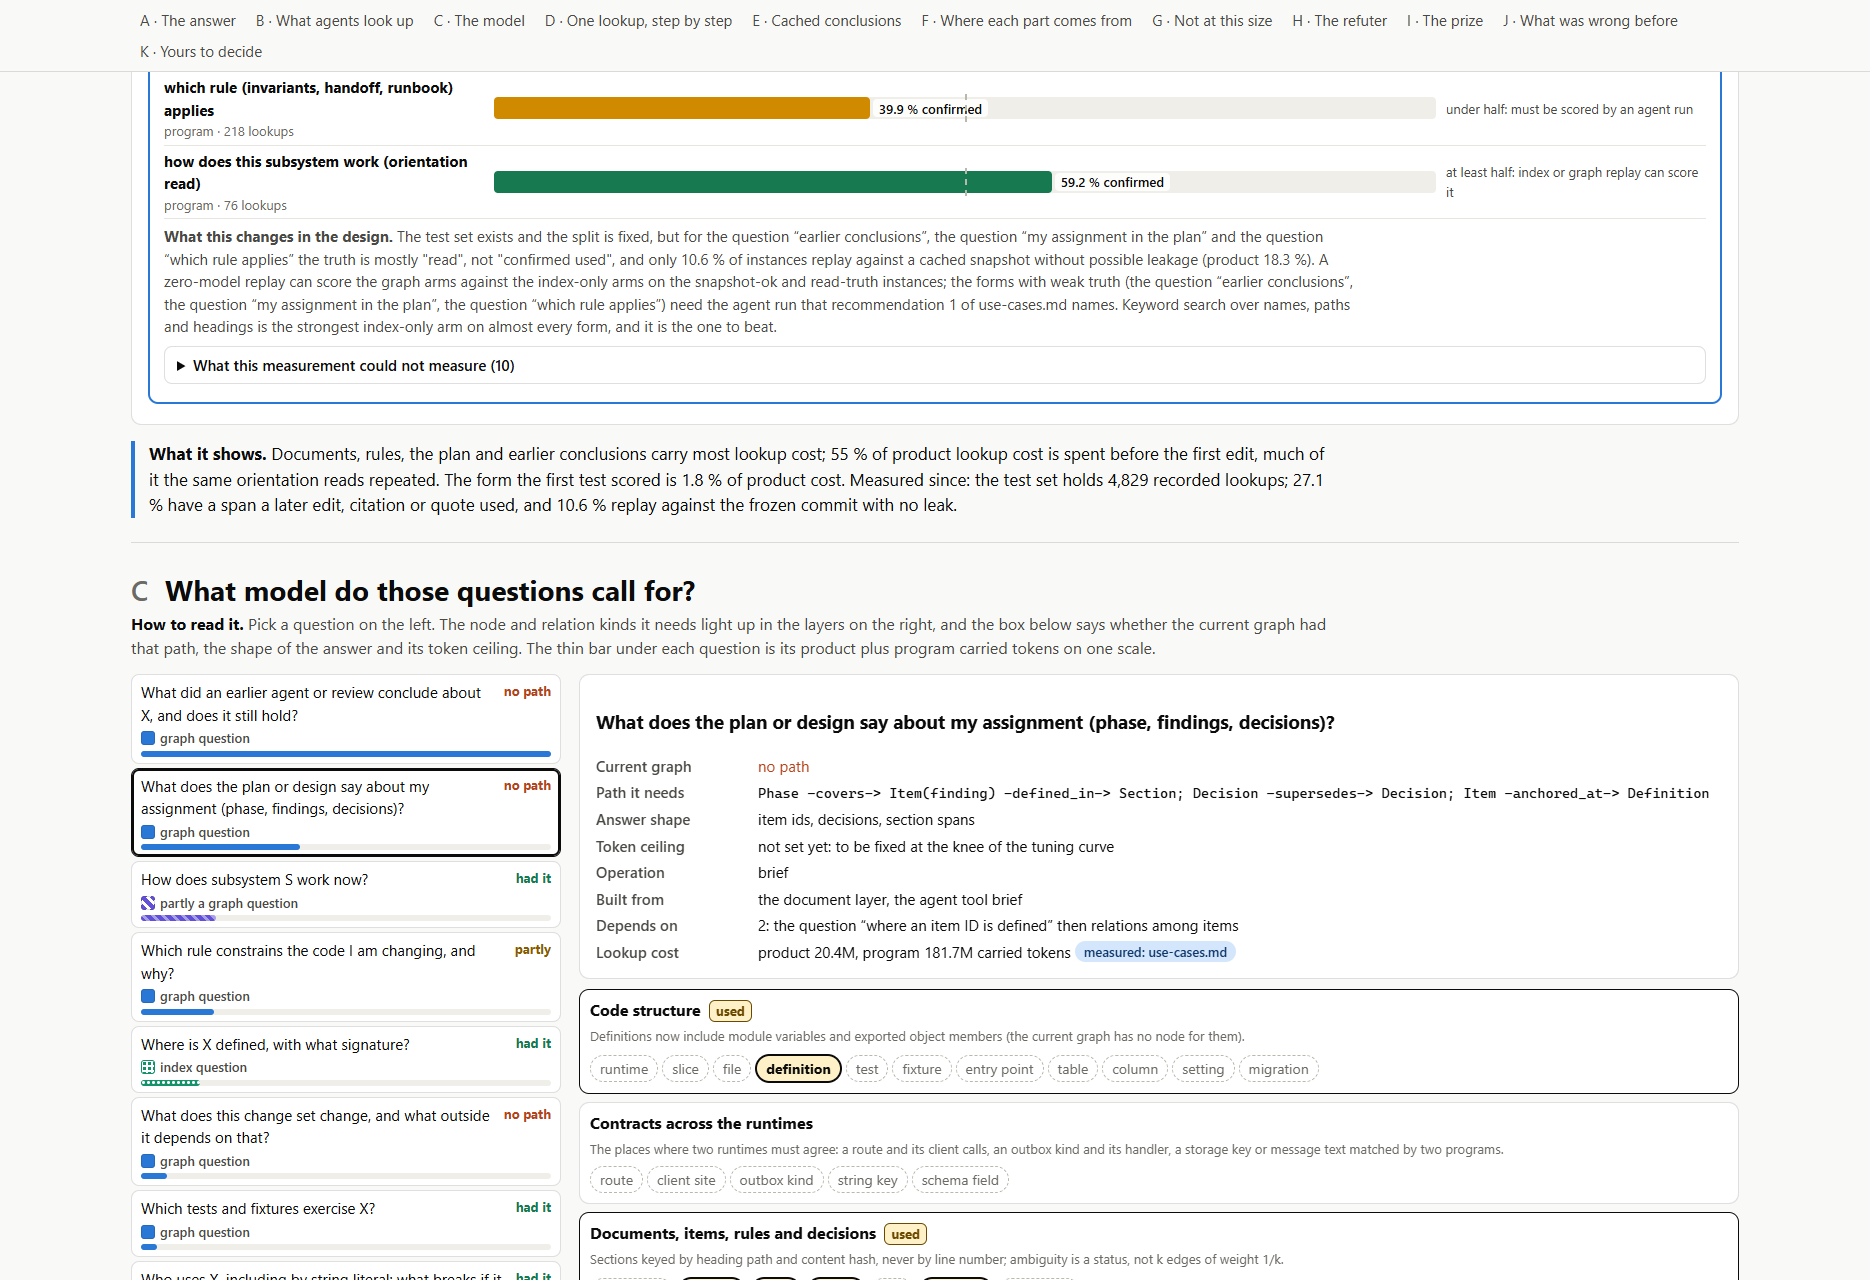 A · The answer B · What agents look up C · The model D · One lookup, step by step E · Cached conclusions F · Where each part comes from G · Not at this size H · The refuter I · The prize J · What was wrong before
K · Yours to decide
which rule (invariants, handoff, runbook)
applies
program · 218 lookups
39.9 % confirmed
under half: must be scored by an agent run
how does this subsystem work (orientation
read)
program · 76 lookups
59.2 % confirmed
at least half: index or graph replay can score
it
What this changes in the design. The test set exists and the split is fixed, but for the question “earlier conclusions”, the question “my assignment in the plan” and the question
“which rule applies” the truth is mostly "read", not "confirmed used", and only 10.6 % of instances replay against a cached snapshot without possible leakage (product 18.3 %). A
zero-model replay can score the graph arms against the index-only arms on the snapshot-ok and read-truth instances; the forms with weak truth (the question “earlier conclusions”,
the question “my assignment in the plan”, the question “which rule applies”) need the agent run that recommendation 1 of use-cases.md names. Keyword search over names, paths
and headings is the strongest index-only arm on almost every form, and it is the one to beat.
▶ What this measurement could not measure (10)
What it shows. Documents, rules, the plan and earlier conclusions carry most lookup cost; 55 % of product lookup cost is spent before the first edit, much of
it the same orientation reads repeated. The form the first test scored is 1.8 % of product cost. Measured since: the test set holds 4,829 recorded lookups; 27.1
% have a span a later edit, citation or quote used, and 10.6 % replay against the frozen commit with no leak.
C What model do those questions call for?
How to read it. Pick a question on the left. The node and relation kinds it needs light up in the layers on the right, and the box below says whether the current graph had
that path, the shape of the answer and its token ceiling. The thin bar under each question is its product plus program carried tokens on one scale.
What did an earlier agent or review conclude about no path
X, and does it still hold?
graph question
What does the plan or design say about my no path
assignment (phase, findings, decisions)?
graph question
How does subsystem S work now? had it
partly a graph question
Which rule constrains the code I am changing, and partly
why?
graph question
Where is X defined, with what signature? had it
index question
What does this change set change, and what outside no path
it depends on that?
graph question
Which tests and fixtures exercise X? had it
graph question
Who uses X, including by string literal; what breaks if it had it
What does the plan or design say about my assignment (phase, findings, decisions)?
Current graph no path
Path it needs Phase −covers−> Item(finding) −defined_in−> Section; Decision −supersedes−> Decision; Item −anchored_at−> Definition
Answer shape item ids, decisions, section spans
Token ceiling not set yet: to be fixed at the knee of the tuning curve
Operation brief
Built from the document layer, the agent tool brief
Depends on 2: the question “where an item ID is defined” then relations among items
Lookup cost product 20.4M, program 181.7M carried tokens measured: use-cases.md
Code structure used
Definitions now include module variables and exported object members (the current graph has no node for them).
runtime slice file definition test fixture entry point table column setting migration
Contracts across the runtimes
The places where two runtimes must agree: a route and its client calls, an outbox kind and its handler, a storage key or message text matched by two programs.
route client site outbox kind string key schema field
Documents, items, rules and decisions used
Sections keyed by heading path and content hash, never by line number; ambiguity is a status, not k edges of weight 1/k.